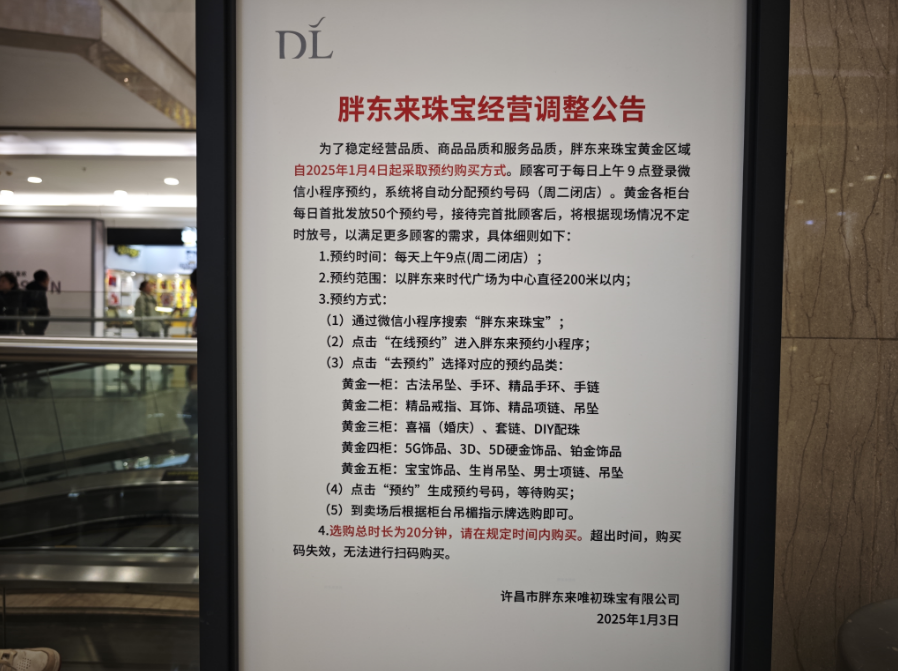 DL
胖东来珠宝经营调整公告
为了稳定经营品质、商品品质和服务品质，胖东来珠宝黄金区域
自2025年1月4日起采取预约购买方式。顾客可于每日上午9点登录微
信小程序预约，系统将自动分配预约号码（周二闭店）。黄金各柜台
每日首批发放50个预约号，接待完首批顾客后，将根据现场情况不定
时放号，以满足更多顾客的需求，具体细则如下：
1.预约时间：每天上午9点(周二闭店）；
2.预约范围：以胖东来时代广场为中心直径200米以内；
3.预约方式：
（1）通过微信小程序搜索“胖东来珠宝”；
（2）点击“在线预约”进入胖东来预约小程序；
（3）点击“去预约”选择对应的预约品类：
黄金一柜：古法吊坠、手环、精品手环、手链
黄金二柜：精品戒指、耳饰、精品项链、吊坠
黄金三柜：喜福（婚庆）、套链、DIY配珠
黄金四柜：5G饰品、3D、5D硬金饰品、铂金饰品
黄金五柜：宝宝饰品、生肖吊坠、男士项链、吊坠
（4）点击“预约”生成预约号码，等待购买；
（5）到卖场后根据柜台吊楣指示牌选购即可。
4.选购总时长为20分钟，请在规定时间内购买。超出时间，购买
码失效，无法进行扫码购买。
许昌市胖东来唯初珠宝有限公司
2025年1月3日